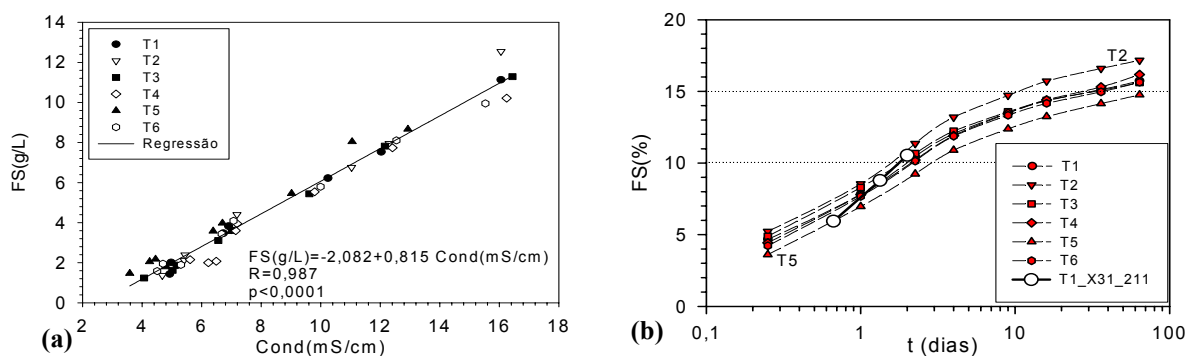 14
12
10
8
6
4
2
0
FS(g/L)
T1
T2
T3
T4
T5
T6
Regressão
FS(g/L)=-2,082+0,815 Cond(mS/cm)
R=0,987
p<0,0001
2 4 6 8 10 12 14 16 18
Cond(mS/cm)
(a)
20
15
10
5
0
FS(%)
T2
T5
T1
T2
T3
T4
T5
T6
T1_X31_211
0,1 1 10 100
t (dias)
(b)